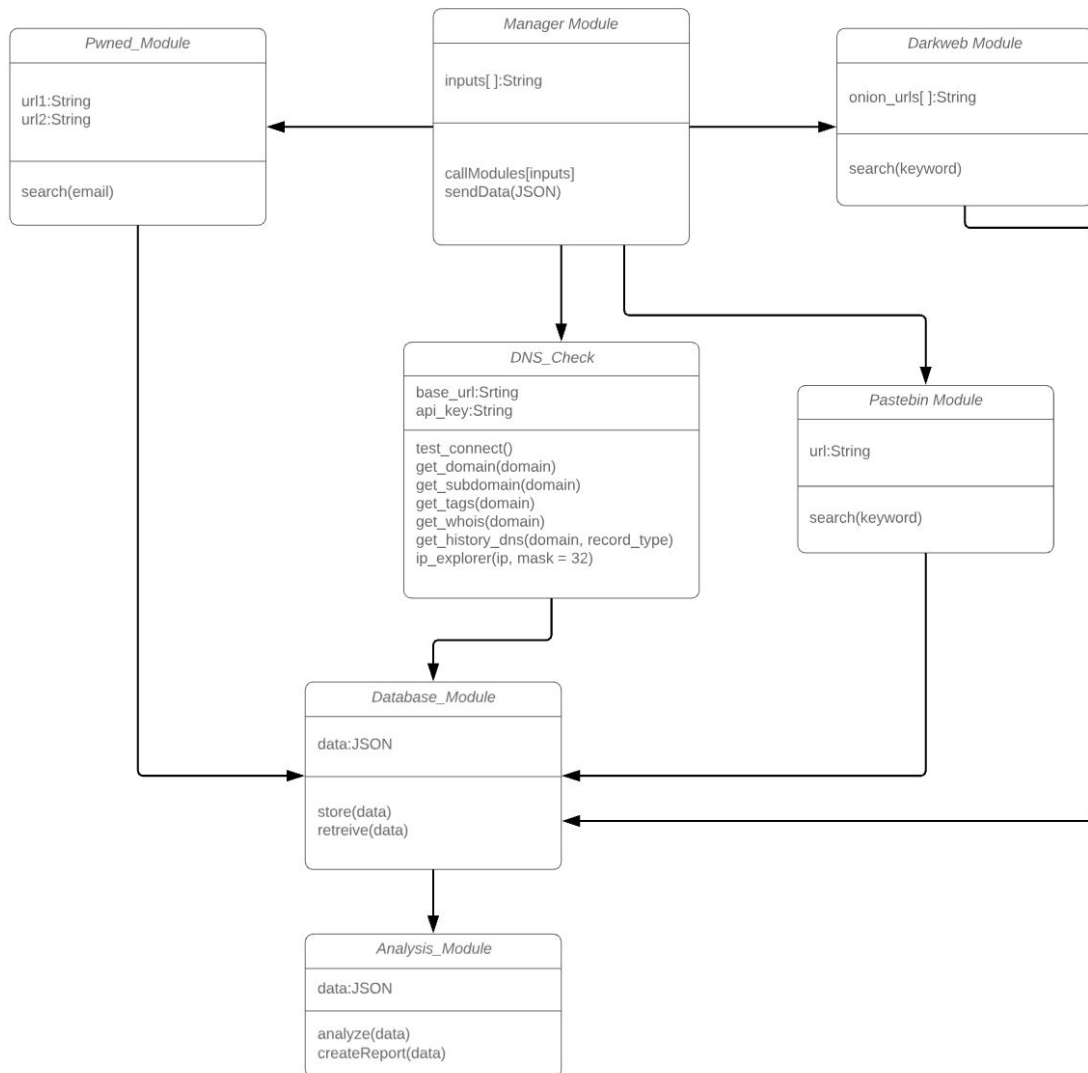 Pwned_Module
url1:String
url2:String
search(email)
Manager Module
inputs[ ]:String
callModules[inputs]
sendData(JSON)
Darkweb Module
onion_urls[ ]:String
search(keyword)
DNS_Check
base_url:Srting
api_key:String
test_connect()
get_domain(domain)
get_subdomain(domain)
get_tags(domain)
get_whois(domain)
get_history_dns(domain, record_type)
ip_explorer(ip, mask = 32)
Pastebin Module
url:String
search(keyword)
Database_Module
data:JSON
store(data)
retreive(data)
Analysis_Module
data:JSON
analyze(data)
createReport(data)